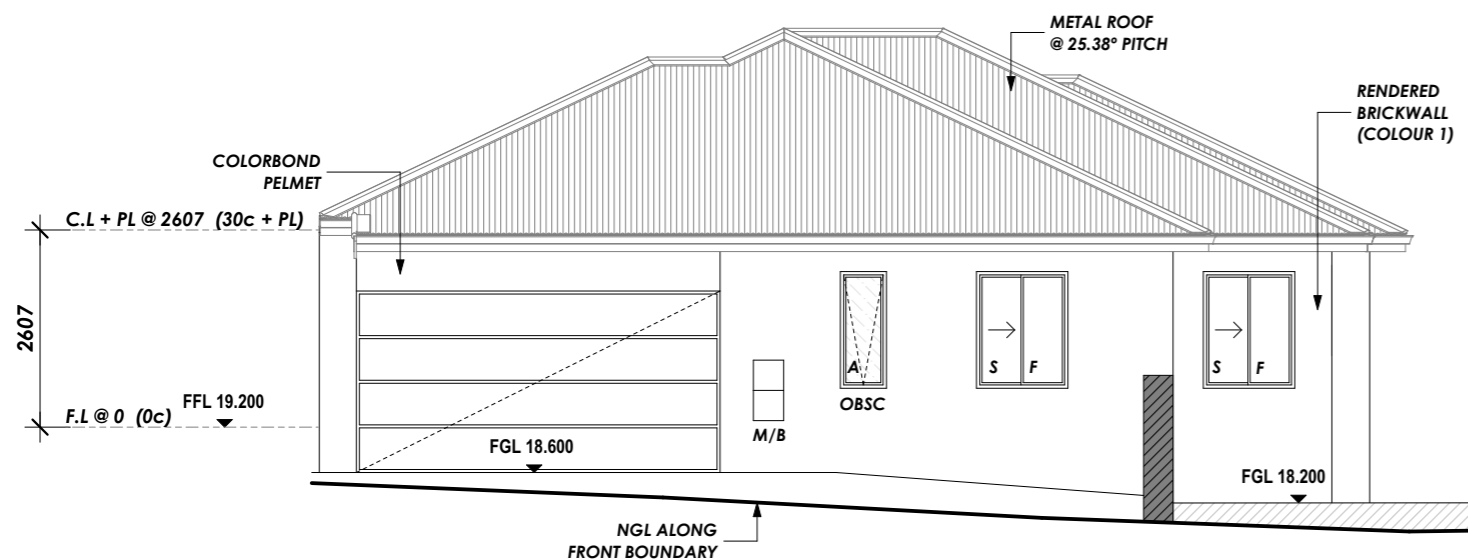 METAL ROOF
@ 25.38° PITCH
RENDERED
BRICKWALL
(COLOUR 1)
COLORBOND
PELMET
C.L + PL @ 2607 (30c + PL)
2607
F.L @ 0 (0c)
FFL 19.200
A
OBSC
S F
S F
M/B
FGL 18.600
FGL 18.200
NGL ALONG
FRONT BOUNDARY